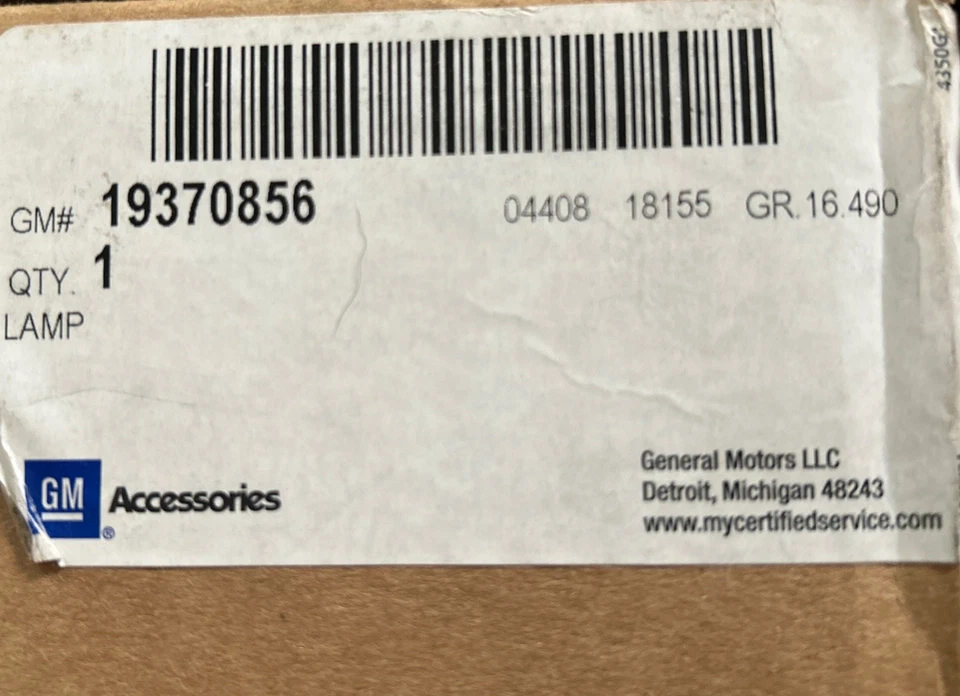 GM# 19370856 04408 18155 GR.16.490
QTY. 1
LAMP
GM Accessories
®
General Motors LLC
Detroit, Michigan 48243
www.mycertifiedservice.com